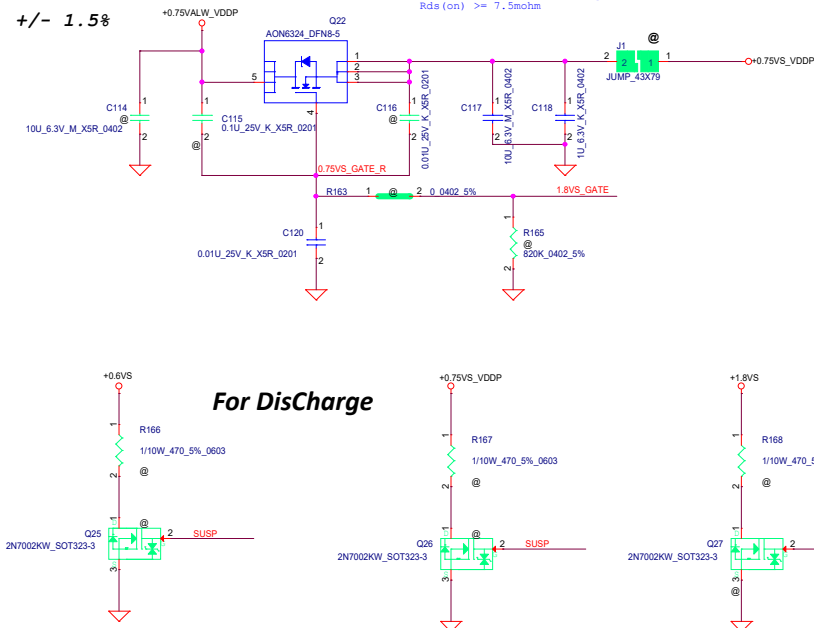 Rds(on) >= 7.5mohm
+/- 1.5%
+0.75VALW_VDDP
Q22
AON6324_DFN8-5
5
1
2
3
4
J1
@
2
1
JUMP_43X79
+0.75VS_VDDP
C114
@
10U_6.3V_M_X5R_0402
1
2
C115
0.1U_25V_K_X5R_0201
@
1
2
C116
@
0.01U_25V_K_X5R_0201
1
2
C117
10U_6.3V_M_X5R_0402
1
2
C118
1U_6.3V_K_X5R_0402
1
2
0.75VS_GATE_R
R163
1
@
2
0_0402_5%
1.8VS_GATE
C120
0.01U_25V_K_X5R_0201
1
2
R165
@
820K_0402_5%
1
2
For DisCharge
+0.6VS
R166
1/10W_470_5%_0603
@
1
2
Q25
2N7002KW_SOT323-3
@
1
2
3
SUSP
+0.75VS_VDDP
R167
1/10W_470_5%_0603
@
1
2
Q26
2N7002KW_SOT323-3
@
1
2
3
SUSP
+1.8VS
R168
1/10W_470_5
@
1
2
Q27
2N7002KW_SOT323-3
@
1
2
3